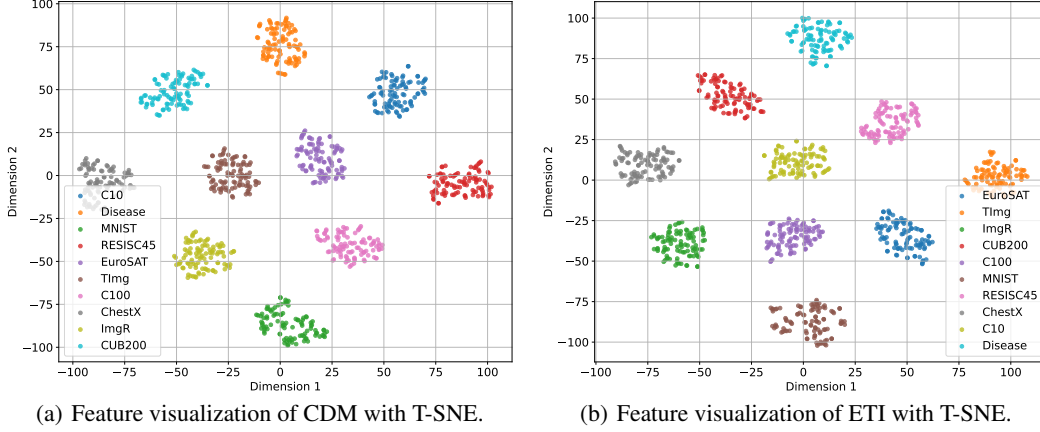 100
75
50
25
0
−25
−50
−75
−100
Dimension 2
−100 −75 −50 −25 0 25 50 75 100
Dimension 1
C10
Disease
MNIST
RESISC45
EuroSAT
TImg
C100
ChestX
ImgR
CUB200
(a) Feature visualization of CDM with T-SNE.
100
75
50
25
0
−25
−50
−75
−100
Dimension 2
−100 −75 −50 −25 0 25 50 75 100
Dimension 1
EuroSAT
TImg
ImgR
CUB200
C100
MNIST
RESISC45
ChestX
C10
Disease
(b) Feature visualization of ETI with T-SNE.